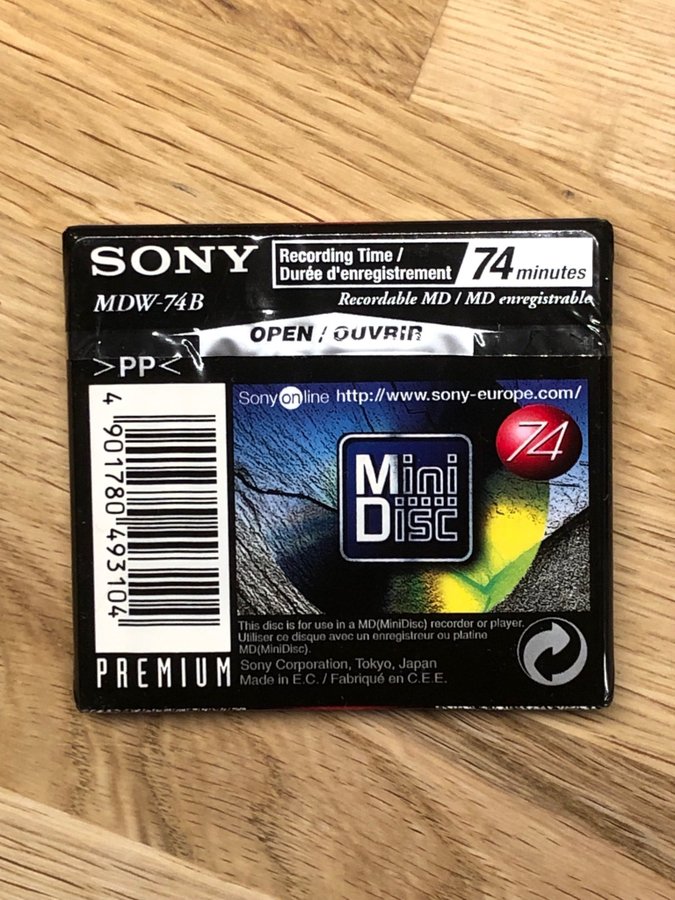 SONY
Recording Time /
Durée d'enregistrement
74 minutes
MDW-74B
Recordable MD / MD enregistrable
OPEN / OUVRIR
>PP<
Sony online http://www.sony-europe.com/
74
Mini
Disc
4 901780 493104
This disc is for use in a MD(MiniDisc) recorder or player.
Utiliser ce disque avec un enregistreur ou platine
MD(MiniDisc).
PREMIUM
Sony Corporation, Tokyo, Japan
Made in E.C. / Fabriqué en C.E.E.